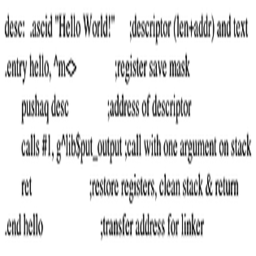 desc: .ascid "Hello World!" ;descriptor (len+addr) and text
.entry hello, ^m<> ;register save mask
pushaq desc ;address of descriptor
calls #1, g^lib$put_output ;call with one argument on stack
ret ;restore registers, clean stack & return
.end hello ;transfer address for linker